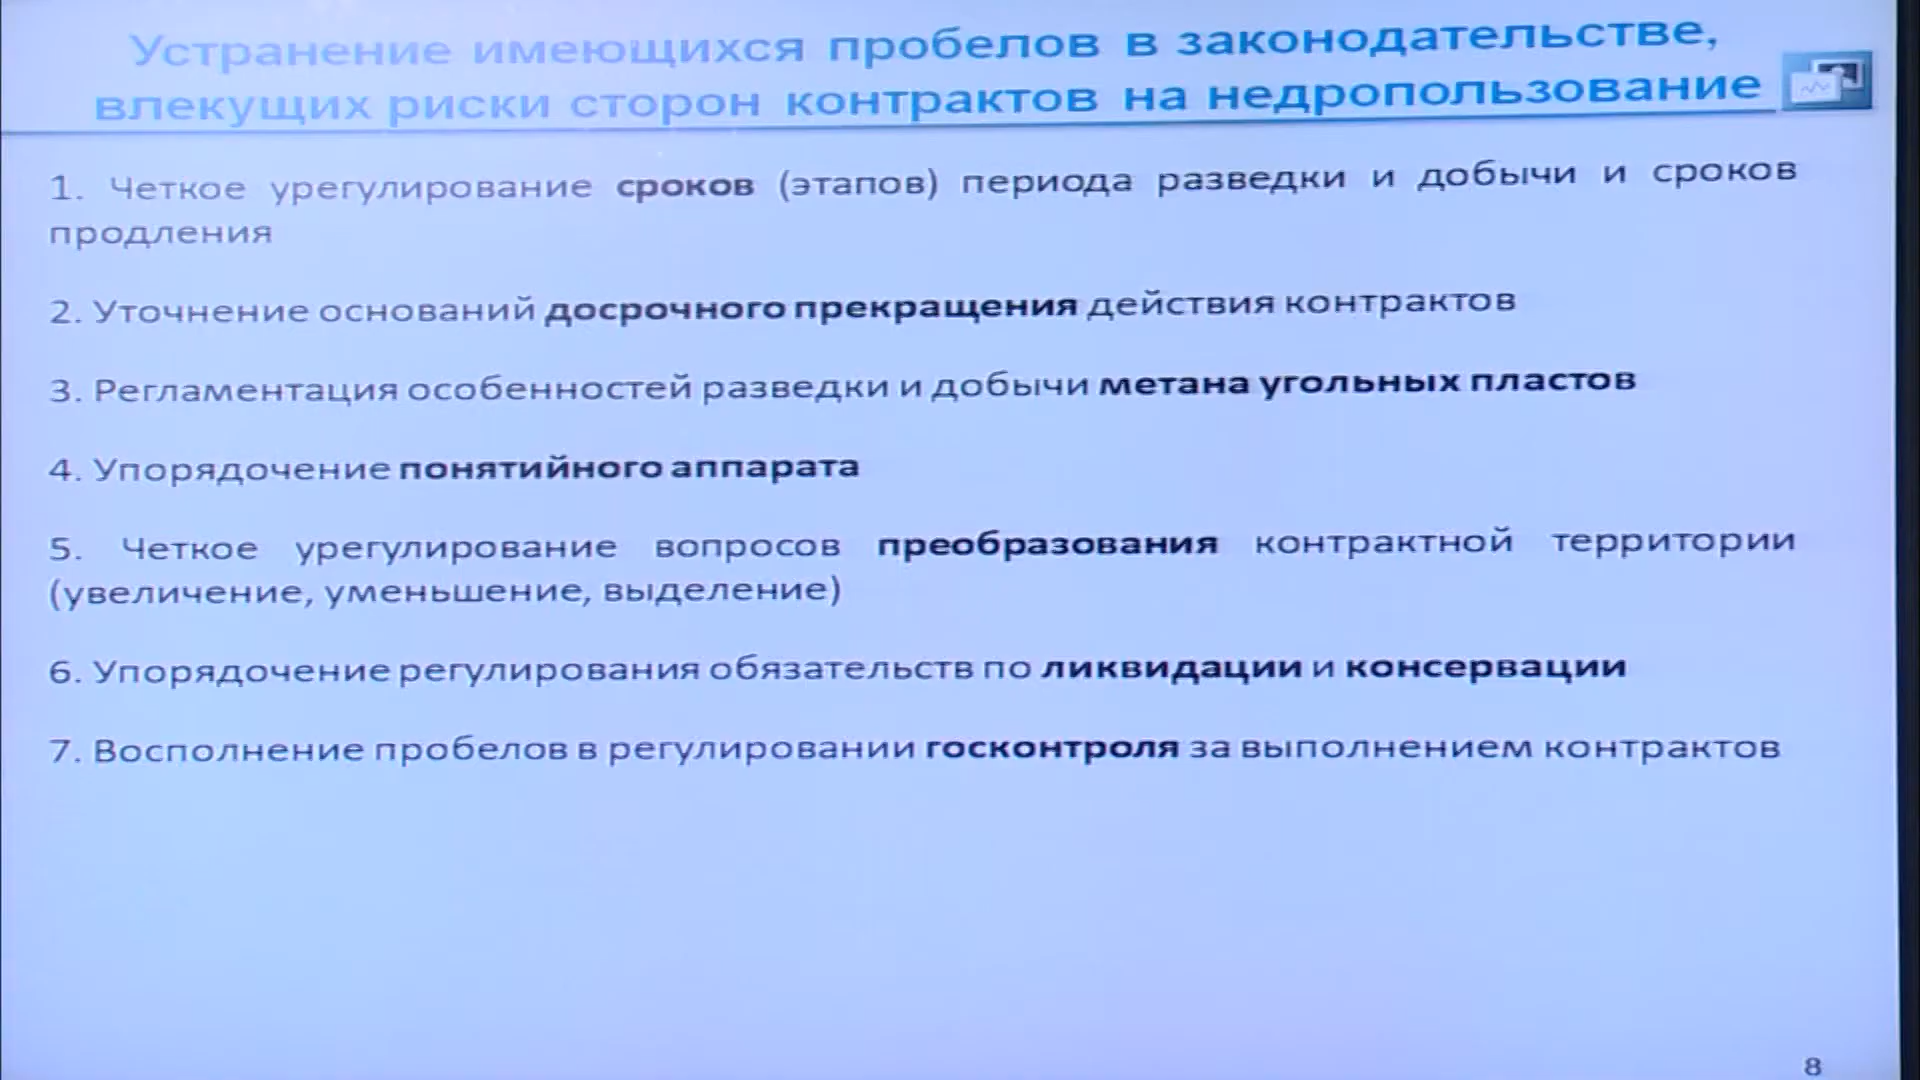 Устранение имеющихся пробелов в законодательстве,
влекущих риски сторон контрактов на недропользование
1. Четкое урегулирование сроков (этапов) периода разведки и добычи и сроков
продления
2. Уточнение оснований досрочного прекращения действия контрактов
3. Регламентация особенностей разведки и добычи метана угольных пластов
4. Упорядочение понятийного аппарата
5. Четкое урегулирование вопросов преобразования контрактной территории
(увеличение, уменьшение, выделение)
6. Упорядочение регулирования обязательств по ликвидации и консервации
7. Восполнение пробелов в регулировании госконтроля за выполнением контрактов
8